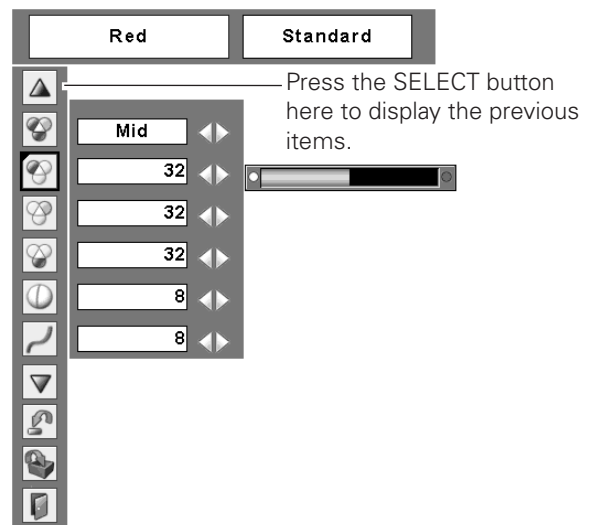 Red
Standard
Press the SELECT button
here to display the previous
items.
Mid
32
32
32
8
8